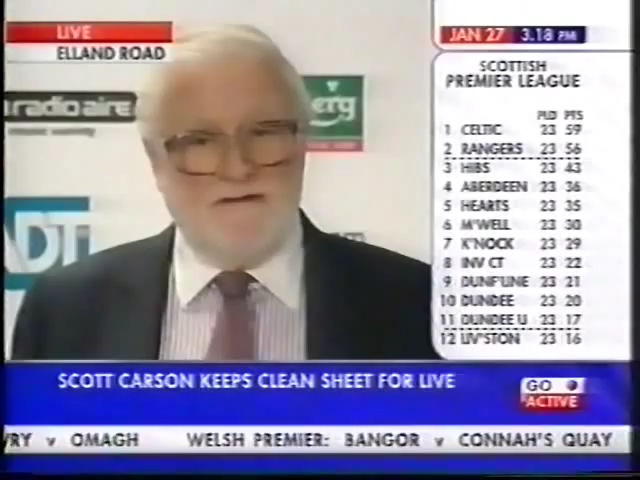 LIVE
ELLAND ROAD
radio aire
erg
ADT
JAN 27 3.18 PM
SCOTTISH
PREMIER LEAGUE
PLD PTS
1 CELTIC 23 59
2 RANGERS 23 56
3 HIBS 23 43
4 ABERDEEN 23 36
5 HEARTS 23 35
6 M'WELL 23 30
7 K'NOCK 23 29
8 INV CT 23 22
9 DUNF'LINE 23 21
10 DUNDEE 23 20
11 DUNDEE U 23 17
12 LIV'STON 23 16
SCOTT CARSON KEEPS CLEAN SHEET FOR LIVE
GO
ACTIVE
RY v OMAGH WELSH PREMIER: BANGOR v CONNAH'S QUAY